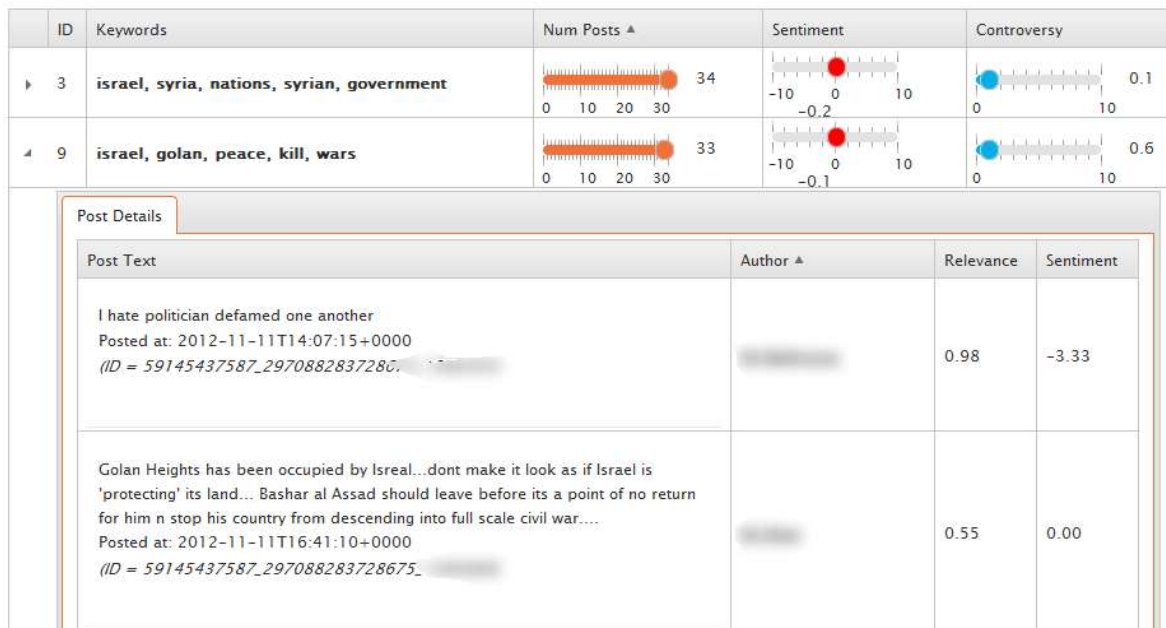 ID Keywords Num Posts ▲ Sentiment Controversy
3 israel, syria, nations, syrian, government 34 0.1
0 10 20 30 -10 0 10 0 10
-0.2
9 israel, golan, peace, kill, wars 33 0.6
0 10 20 30 -10 0 10 0 10
-0.1
Post Details
Post Text Author ▲ Relevance Sentiment
I hate politician defamed one another
Posted at: 2012-11-11T14:07:15+0000
(ID = 59145437587_29708828372867
0.98 -3.33
Golan Heights has been occupied by Isreal...dont make it look as if Israel is
'protecting' its land... Bashar al Assad should leave before its a point of no return
for him n stop his country from descending into full scale civil war....
Posted at: 2012-11-11T16:41:10+0000
(ID = 59145437587_297088283728675_
0.55 0.00